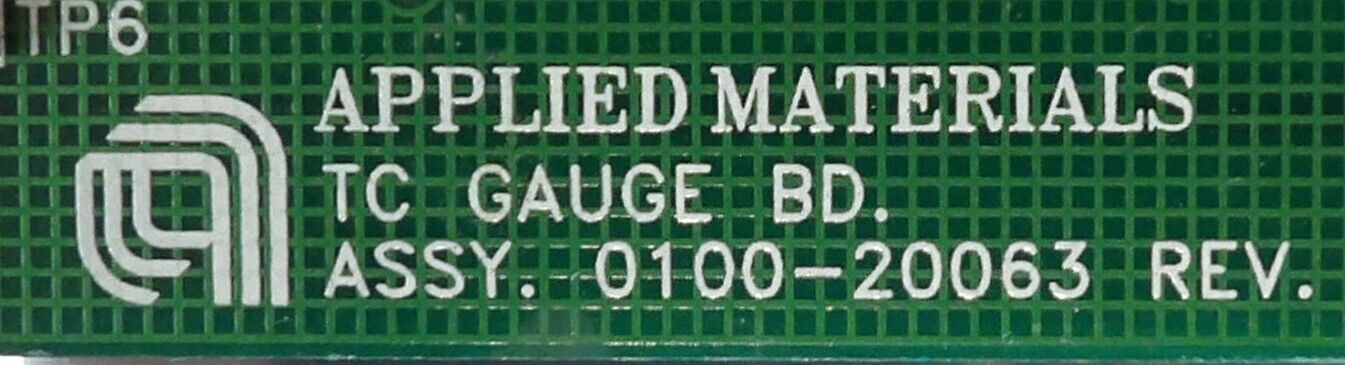 TP6
APPLIED MATERIALS
TC GAUGE BD.
ASSY. 0100-20063 REV.